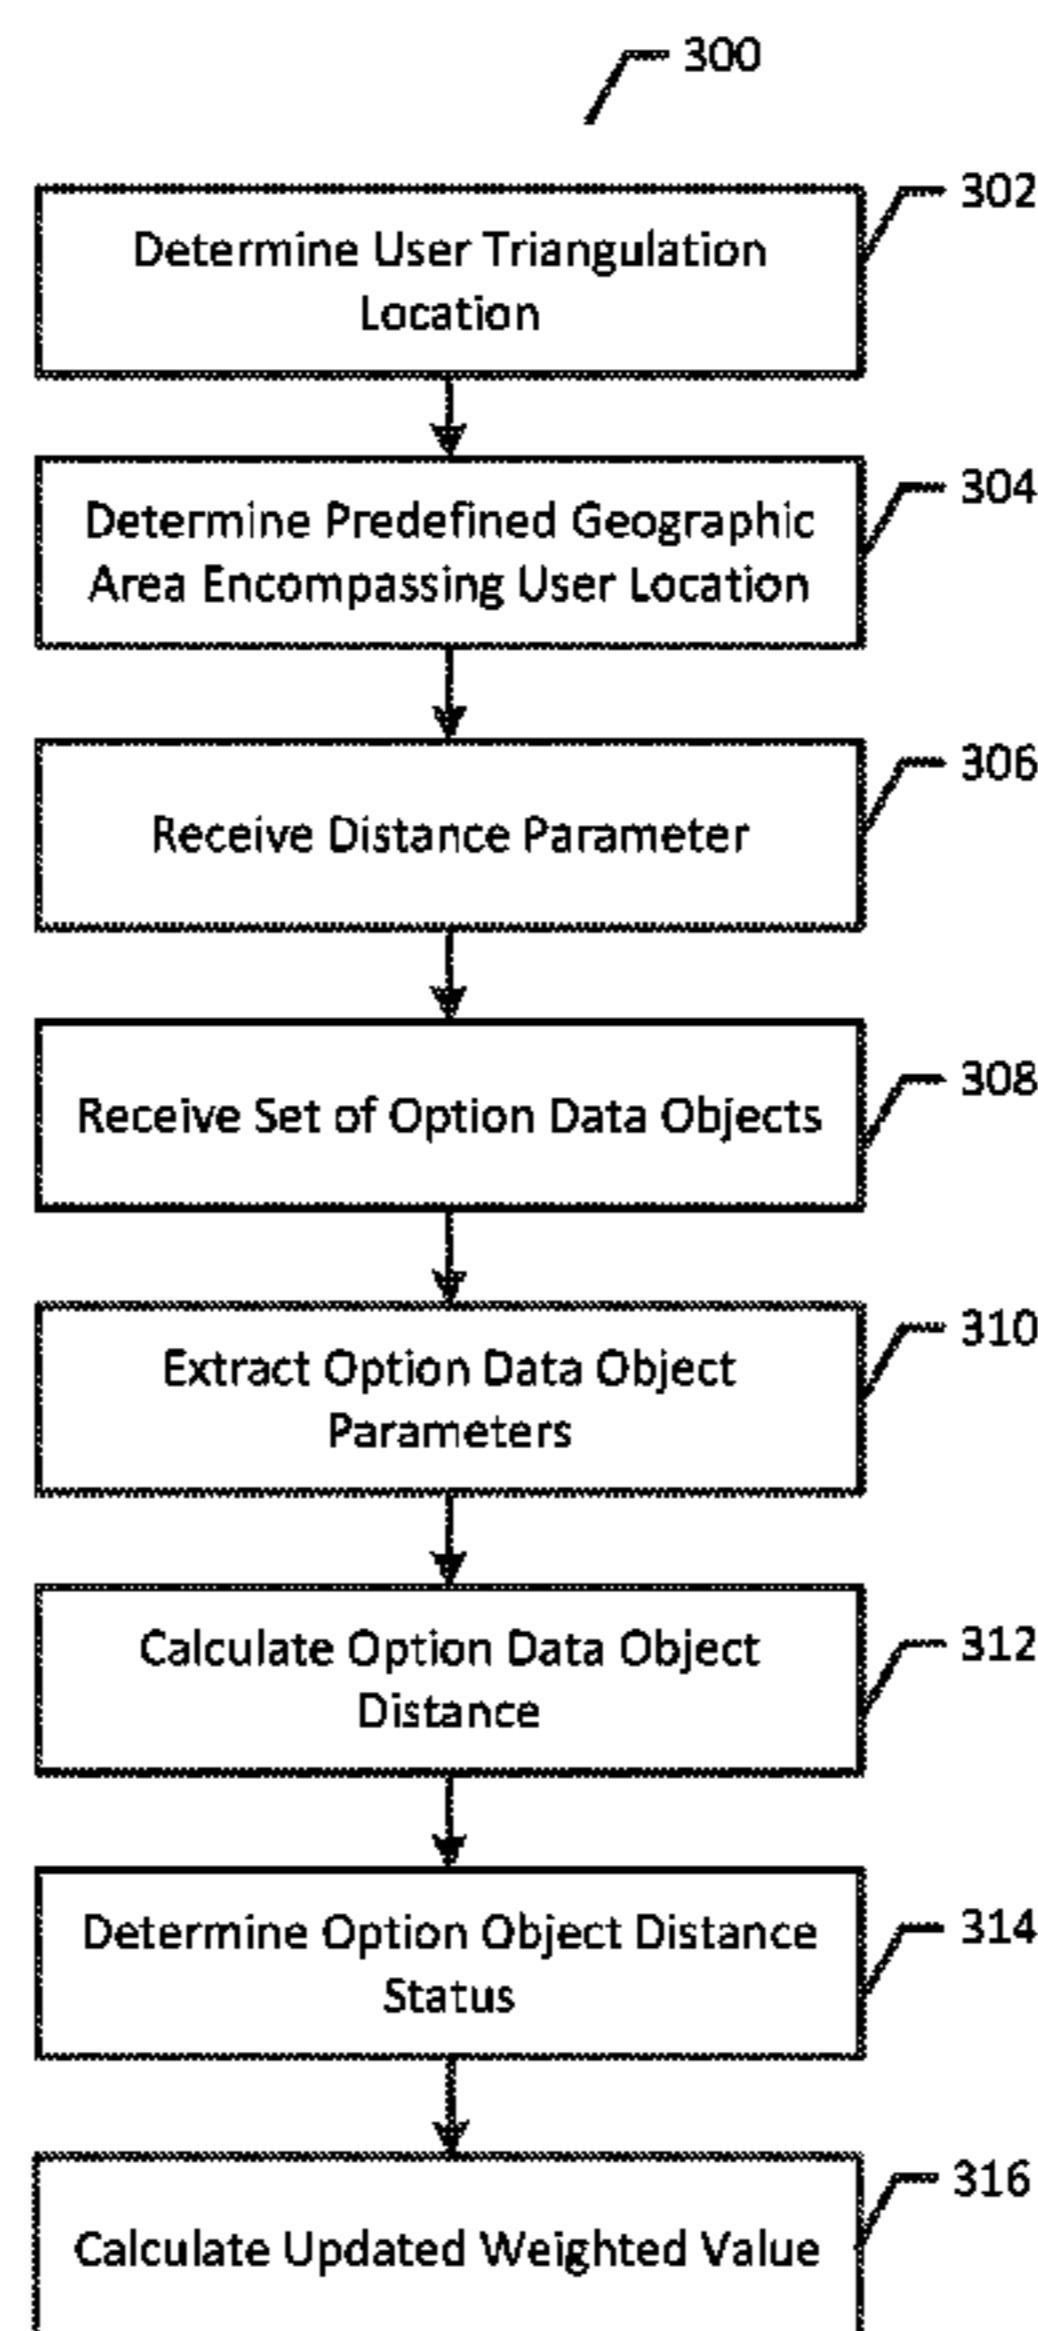 300
302
Determine User Triangulation
Location
304
Determine Predefined Geographic
Area Encompassing User Location
306
Receive Distance Parameter
308
Receive Set of Option Data Objects
310
Extract Option Data Object
Parameters
312
Calculate Option Data Object
Distance
314
Determine Option Object Distance
Status
316
Calculate Updated Weighted Value